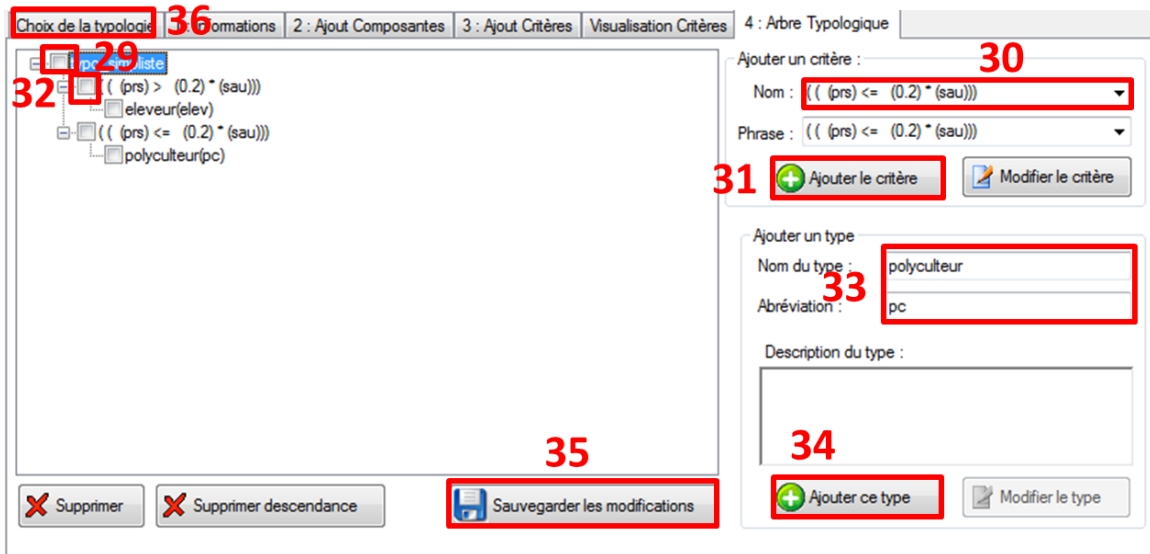 Choix de la typologie
36
1 : Informations
2 : Ajout Composantes
3 : Ajout Critères
Visualisation Critères
4 : Arbre Typologique
29
32
(( (prs) > (0.2) * (sau)))
eleveur(elev)
(( (prs) <= (0.2) * (sau)))
polyculteur(pc)
Ajouter un critère :
30
Nom : (( (prs) <= (0.2) * (sau)))
Phrase : (( (prs) <= (0.2) * (sau)))
31
Ajouter le critère
Modifier le critère
Ajouter un type
Nom du type : polyculteur
33
Abréviation : pc
Description du type :
34
Ajouter ce type
Modifier le type
35
Supprimer
Supprimer descendance
Sauvegarder les modifications